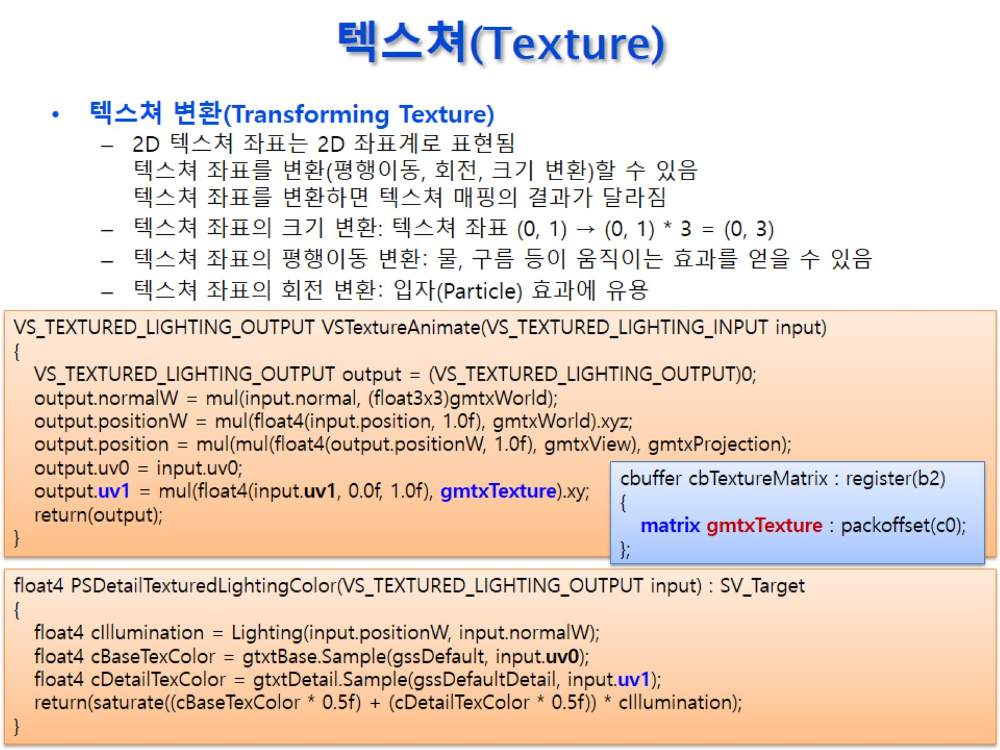 텍스쳐(Texture)
• 텍스쳐 변환(Transforming Texture)
– 2D 텍스쳐 좌표는 2D 좌표계로 표현됨
텍스쳐 좌표를 변환(평행이동, 회전, 크기 변환)할 수 있음
텍스쳐 좌표를 변환하면 텍스쳐 매핑의 결과가 달라짐
– 텍스쳐 좌표의 크기 변환: 텍스쳐 좌표 (0, 1) → (0, 1) * 3 = (0, 3)
– 텍스쳐 좌표의 평행이동 변환: 물, 구름 등이 움직이는 효과를 얻을 수 있음
– 텍스쳐 좌표의 회전 변환: 입자(Particle) 효과에 유용
VS_TEXTURED_LIGHTING_OUTPUT VSTextureAnimate(VS_TEXTURED_LIGHTING_INPUT input)
{
VS_TEXTURED_LIGHTING_OUTPUT output = (VS_TEXTURED_LIGHTING_OUTPUT)0;
output.normalW = mul(input.normal, (float3x3)gmtxWorld);
output.positionW = mul(float4(input.position, 1.0f), gmtxWorld).xyz;
output.position = mul(mul(float4(output.positionW, 1.0f), gmtxView), gmtxProjection);
output.uv0 = input.uv0;
output.uv1 = mul(float4(input.uv1, 0.0f, 1.0f), gmtxTexture).xy;
return(output);
}
cbuffer cbTextureMatrix : register(b2)
{
matrix gmtxTexture : packoffset(c0);
};
float4 PSDetailTexturedLightingColor(VS_TEXTURED_LIGHTING_OUTPUT input) : SV_Target
{
float4 cIllumination = Lighting(input.positionW, input.normalW);
float4 cBaseTexColor = gtxtBase.Sample(gssDefault, input.uv0);
float4 cDetailTexColor = gtxtDetail.Sample(gssDefaultDetail, input.uv1);
return(saturate((cBaseTexColor * 0.5f) + (cDetailTexColor * 0.5f)) * cIllumination);
}